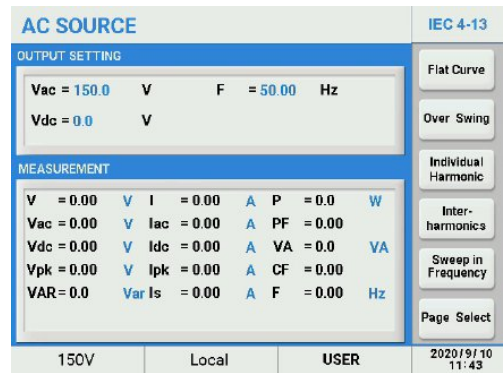 AC SOURCE
IEC 4-13
OUTPUT SETTING
Vac = 150.0 V F = 50.00 Hz
Vdc = 0.0 V
MEASUREMENT
V = 0.00 V I = 0.00 A P = 0.0 W
Vac = 0.00 V Iac = 0.00 A PF = 0.00
Vdc = 0.00 V Idc = 0.00 A VA = 0.0 VA
Vpk = 0.00 V Ipk = 0.00 A CF = 0.00
VAR= 0.0 Var Is = 0.00 A F = 0.00 Hz
Flat Curve
Over Swing
Individual
Harmonic
Inter-
harmonics
Sweep in
Frequency
Page Select
150V Local USER
2020/9/10
11:43